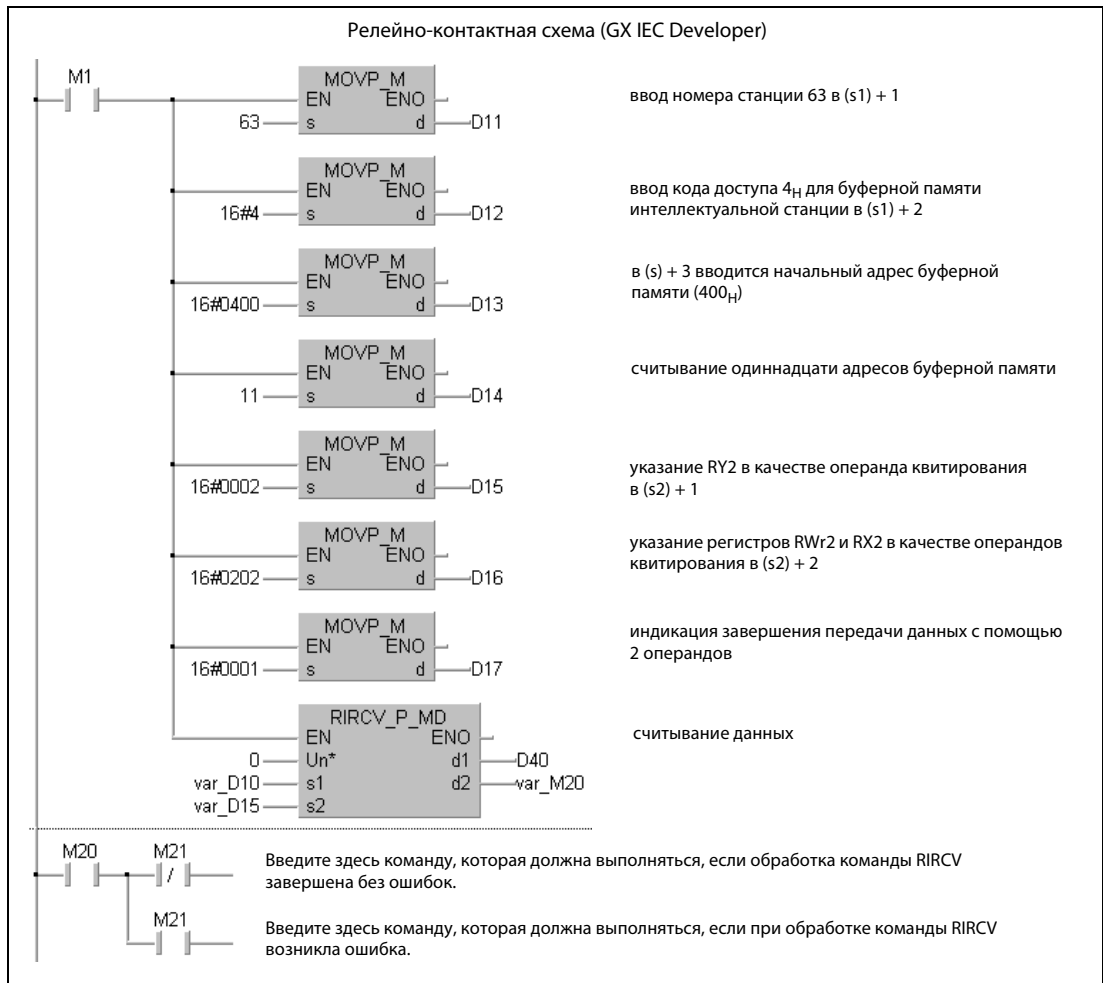 Релейно-контактная схема (GX IEC Developer)
M1
MOVP_M
EN ENO
63 s d D11
ввод номера станции 63 в (s1) + 1
MOVP_M
EN ENO
16#4 s d D12
ввод кода доступа 4H для буферной памяти
интеллектуальной станции в (s1) + 2
MOVP_M
EN ENO
16#0400 s d D13
в (s) + 3 вводится начальный адрес буферной
памяти (400H)
MOVP_M
EN ENO
11 s d D14
считывание одиннадцати адресов буферной памяти
MOVP_M
EN ENO
16#0002 s d D15
указание RY2 в качестве операнда квитирования
в (s2) + 1
MOVP_M
EN ENO
16#0202 s d D16
указание регистров RWr2 и RX2 в качестве операндов
квитирования в (s2) + 2
MOVP_M
EN ENO
16#0001 s d D17
индикация завершения передачи данных с помощью
2 операндов
RIRCV_P_MD
EN ENO
0 Un* d1 D40
var_D10 s1 d2 var_M20
var_D15 s2
считывание данных
M20 M21
Введите здесь команду, которая должна выполняться, если обработка команды RIRCV
завершена без ошибок.
M21
Введите здесь команду, которая должна выполняться, если при обработке команды RIRCV
возникла ошибка.